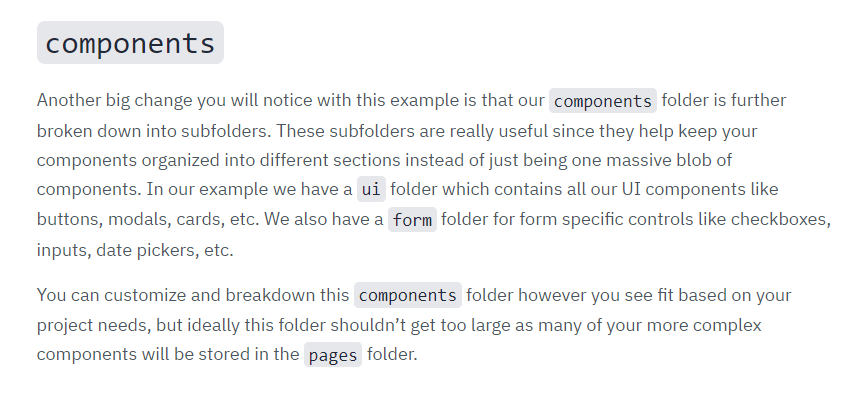 components
Another big change you will notice with this example is that our components folder is further
broken down into subfolders. These subfolders are really useful since they help keep your
components organized into different sections instead of just being one massive blob of
components. In our example we have a ui folder which contains all our UI components like
buttons, modals, cards, etc. We also have a form folder for form specific controls like checkboxes,
inputs, date pickers, etc.
You can customize and breakdown this components folder however you see fit based on your
project needs, but ideally this folder shouldn’t get too large as many of your more complex
components will be stored in the pages folder.